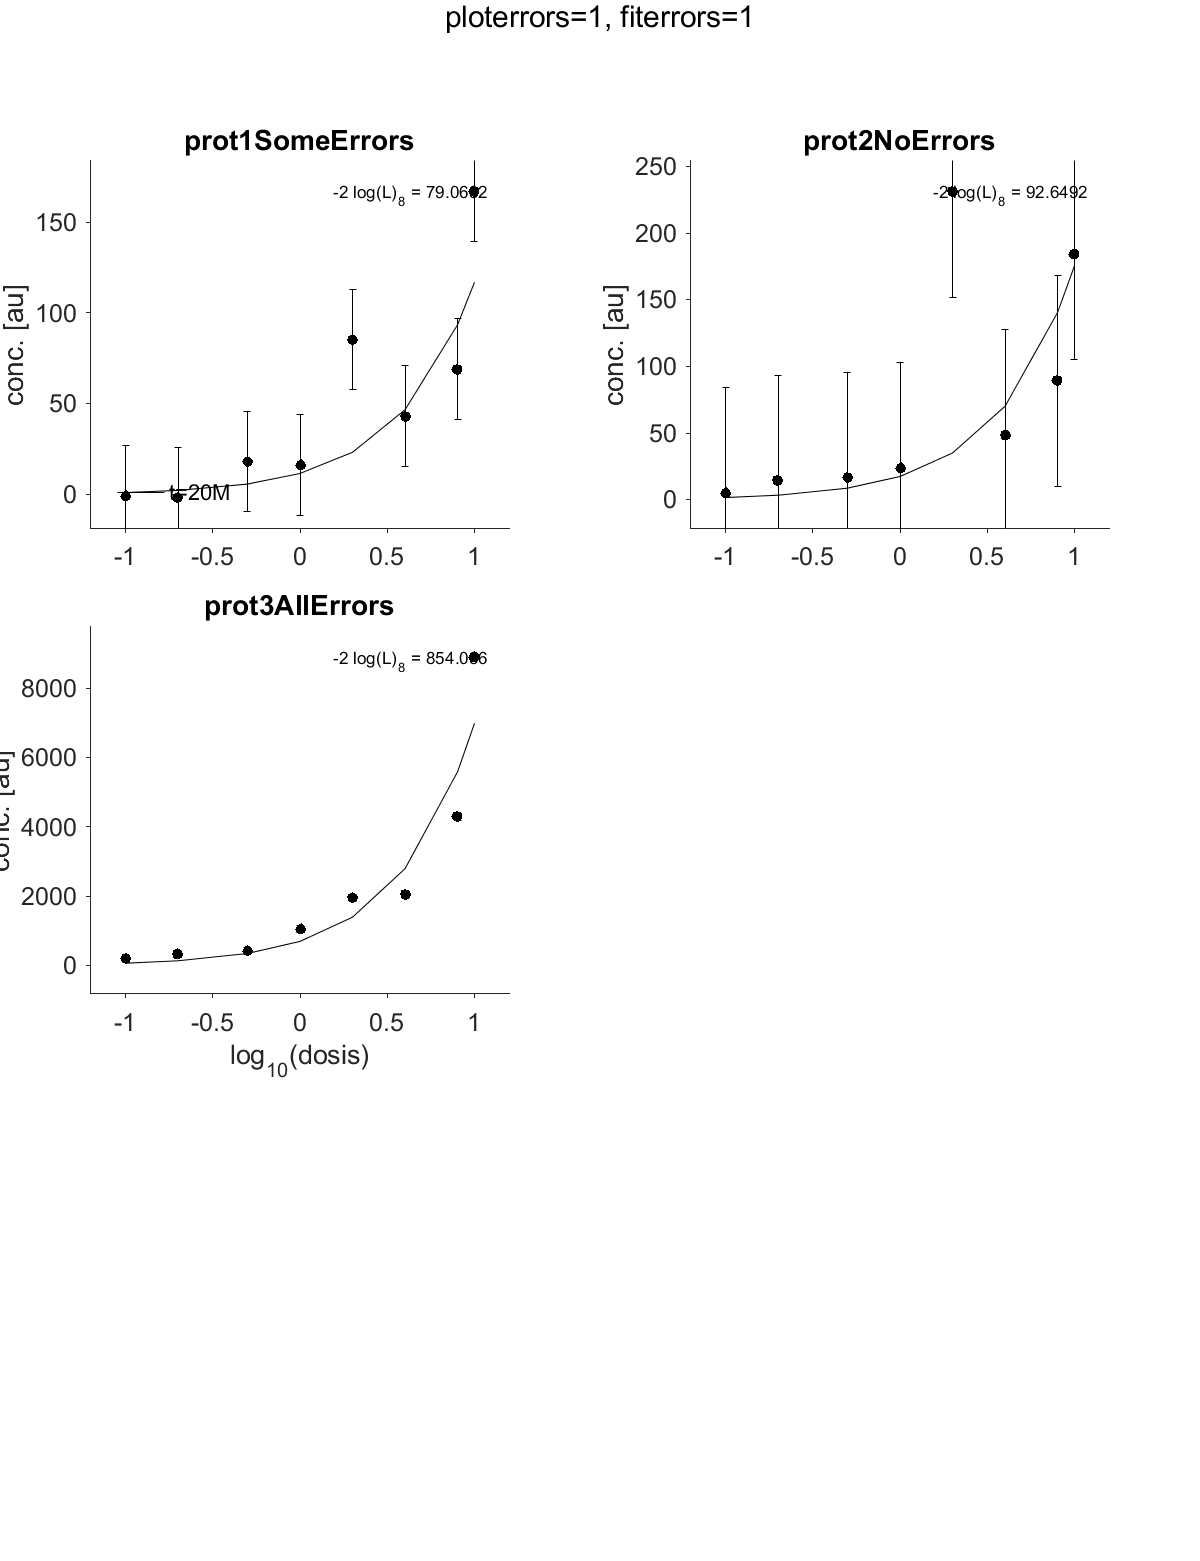 ploterrors=1, fiterrors=1
prot1SomeErrors
-2 log(L)8 = 79.06
conc. [au]
150
100
50
0
t=20M
-1 -0.5 0 0.5 1
prot2NoErrors
log(L)8 = 92.6492
conc. [au]
250
200
150
100
50
0
-1 -0.5 0 0.5 1
prot3AllErrors
-2 log(L)8 = 854.0
conc. [au]
8000
6000
4000
2000
0
-1 -0.5 0 0.5 1
log10(dosis)